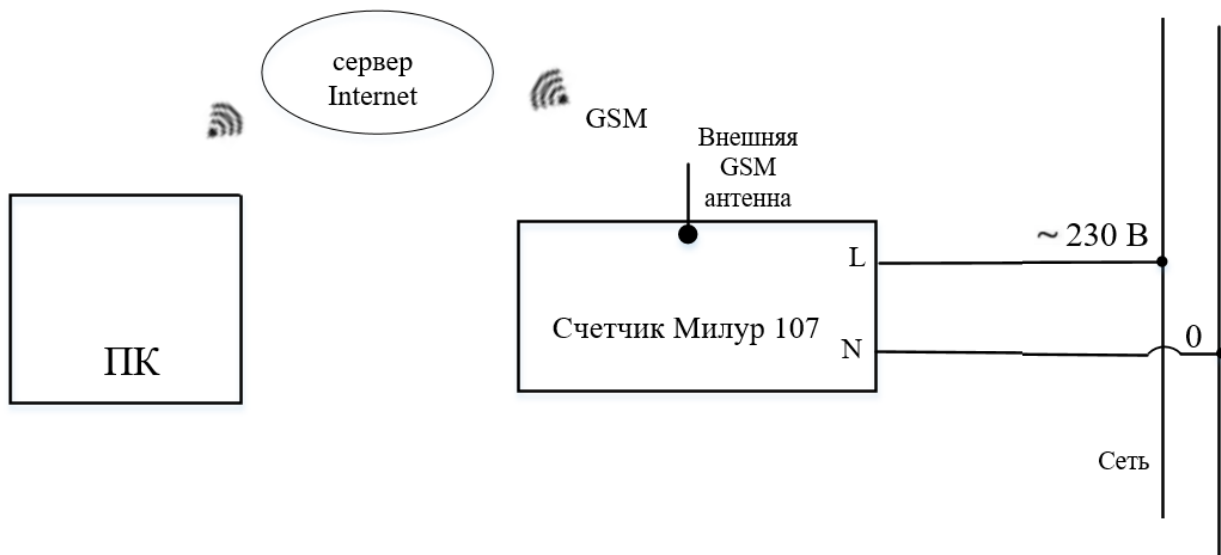 сервер
Internet
GSM
Внешняя
GSM
антенна
~ 230 В
L
Счетчик Милур 107
N
0
ПК
Сеть